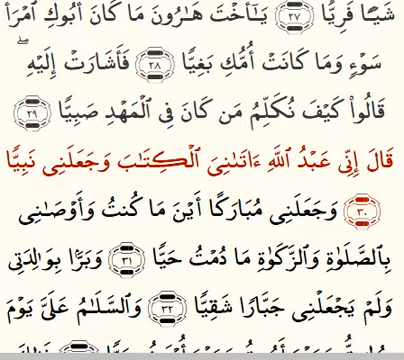 شَيْـًٔا فَرِيًّا ٢٧ يَـٰٓأُخْتَ هَـٰرُونَ مَا كَانَ أَبُوكِ ٱمْرَأَ
سَوْءٍ وَمَا كَانَتْ أُمُّكِ بَغِيًّا ٢٨ فَأَشَارَتْ إِلَيْهِ ۖ
قَالُوا۟ كَيْفَ نُكَلِّمُ مَن كَانَ فِى ٱلْمَهْدِ صَبِيًّا ٢٩
قَالَ إِنِّى عَبْدُ ٱللَّهِ ءَاتَىٰنِىَ ٱلْكِتَـٰبَ وَجَعَلَنِى نَبِيًّا
٣٠ وَجَعَلَنِى مُبَارَكًا أَيْنَ مَا كُنتُ وَأَوْصَـٰنِى
بِٱلصَّلَوٰةِ وَٱلزَّكَوٰةِ مَا دُمْتُ حَيًّا ٣١ وَبَرًّۢا بِوَٰلِدَتِى
وَلَمْ يَجْعَلْنِى جَبَّارًا شَقِيًّا ٣٢ وَٱلسَّلَـٰمُ عَلَىَّ يَوْمَ